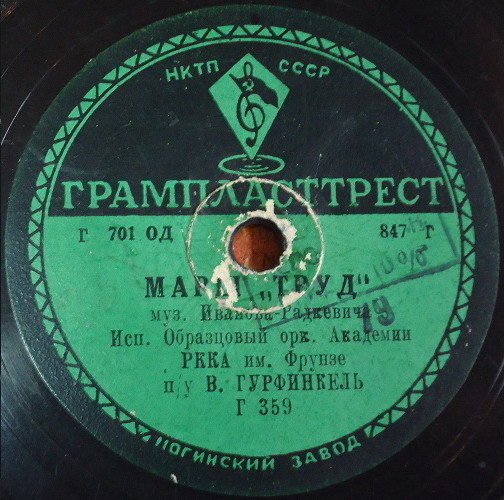 НКТП СССР
ГРАМПЛАСТТРЕСТ
Г 701 ОД 847 Г
МАРШ „ТРУД“
муз. Иванова-Радкевича
Исп. Образцовый орк. Академии
РККА им. Фрунзе
п/у В. ГУРФИНКЕЛЬ
Г 359
НОГИНСКИЙ ЗАВОД